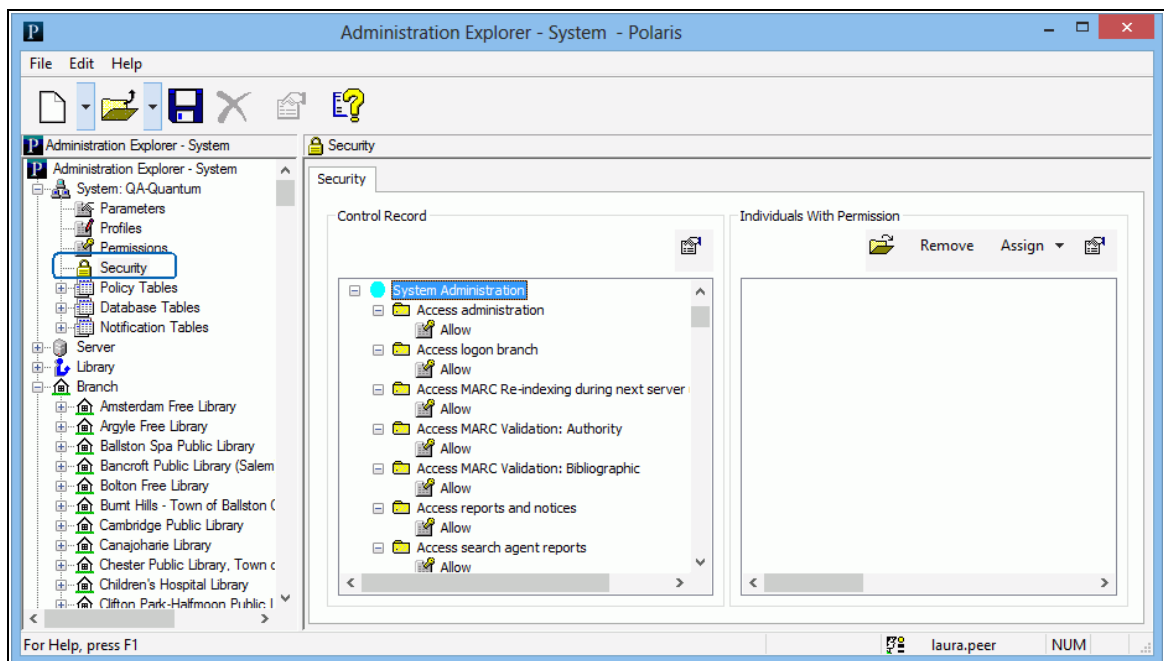 P
Administration Explorer - System - Polaris
File Edit Help
P Administration Explorer - System
Security
P Administration Explorer - System
System: QA-Quantum
Parameters
Profiles
Permissions
Security
Policy Tables
Database Tables
Notification Tables
Server
Library
Branch
Amsterdam Free Library
Argyle Free Library
Ballston Spa Public Library
Bancroft Public Library (Salem
Bolton Free Library
Burnt Hills - Town of Ballston
Cambridge Public Library
Canajoharie Library
Chester Public Library, Town
Children's Hospital Library
Clifton Park-Halfmoon Public
Security
Control Record
System Administration
Access administration
Allow
Access logon branch
Allow
Access MARC Re-indexing during next server
Allow
Access MARC Validation: Authority
Allow
Access MARC Validation: Bibliographic
Allow
Access reports and notices
Allow
Access search agent reports
Allow
Individuals With Permission
Remove Assign
For Help, press F1
laura.peer NUM